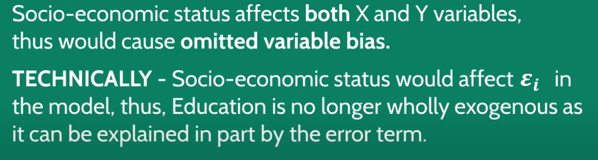 Socio-economic status affects both X and Y variables,
thus would cause omitted variable bias.
TECHNICALLY - Socio-economic status would affect εᵢ in
the model, thus, Education is no longer wholly exogenous as
it can be explained in part by the error term.